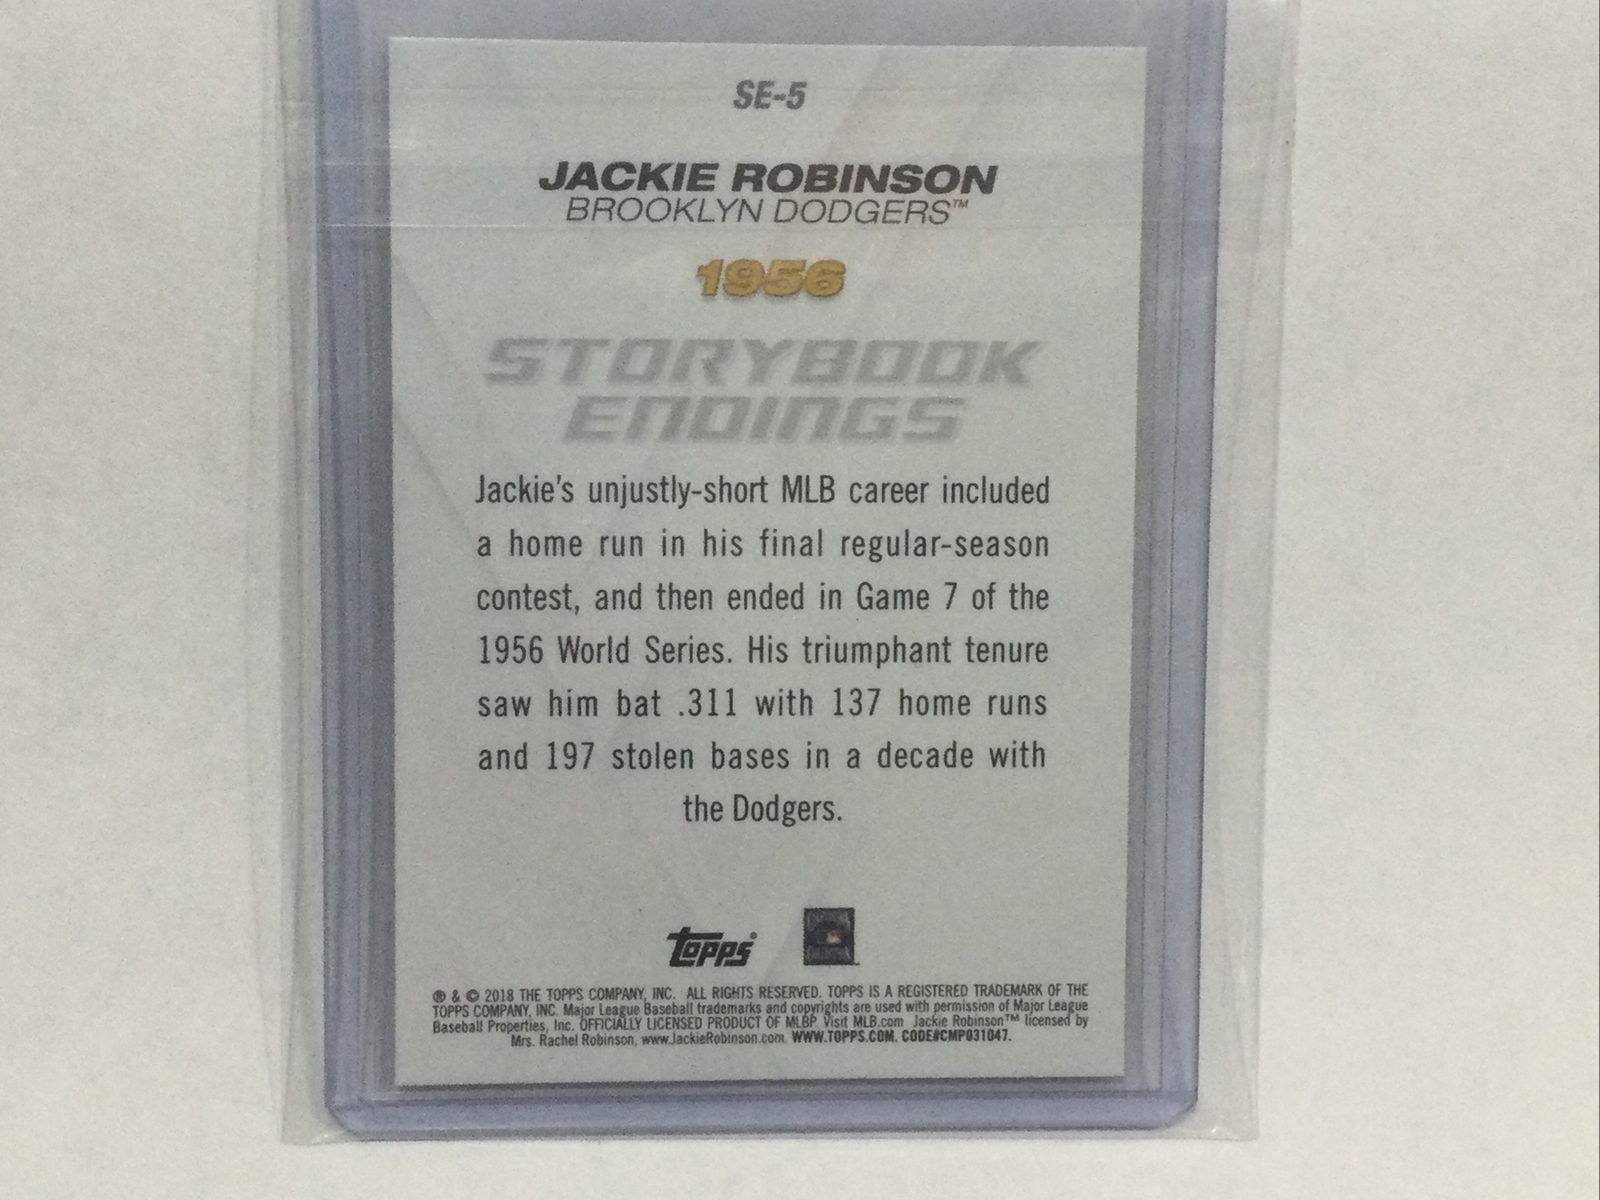 SE-5
JACKIE ROBINSON
BROOKLYN DODGERS™
1956
STORYBOOK
ENDINGS
Jackie's unjustly-short MLB career included
a home run in his final regular-season
contest, and then ended in Game 7 of the
1956 World Series. His triumphant tenure
saw him bat .311 with 137 home runs
and 197 stolen bases in a decade with
the Dodgers.
topps®
® & © 2018 THE TOPPS COMPANY, INC. ALL RIGHTS RESERVED. TOPPS IS A REGISTERED TRADEMARK OF THE
TOPPS COMPANY, INC. Major League Baseball trademarks and copyrights are used with permission of Major League
Baseball Properties, Inc. OFFICIALLY LICENSED PRODUCT OF MLBP. Visit MLB.com Jackie Robinson™ licensed by
Mrs. Rachel Robinson, www.JackieRobinson.com. WWW.TOPPS.COM. CODE#CMP031047.